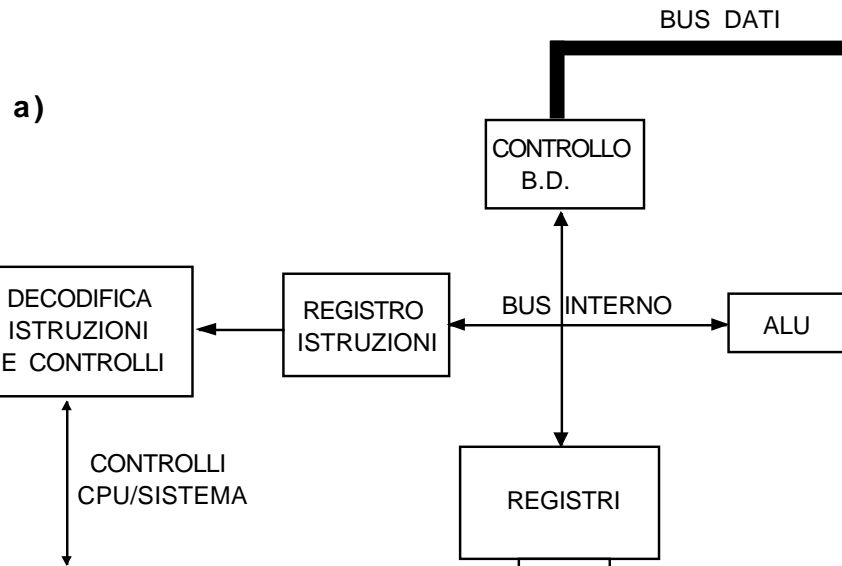 BUS DATI
a)
CONTROLLO
B.D.
DECODIFICA
ISTRUZIONI
E CONTROLLI
REGISTRO
ISTRUZIONI
BUS INTERNO
ALU
CONTROLLI
CPU/SISTEMA
REGISTRI